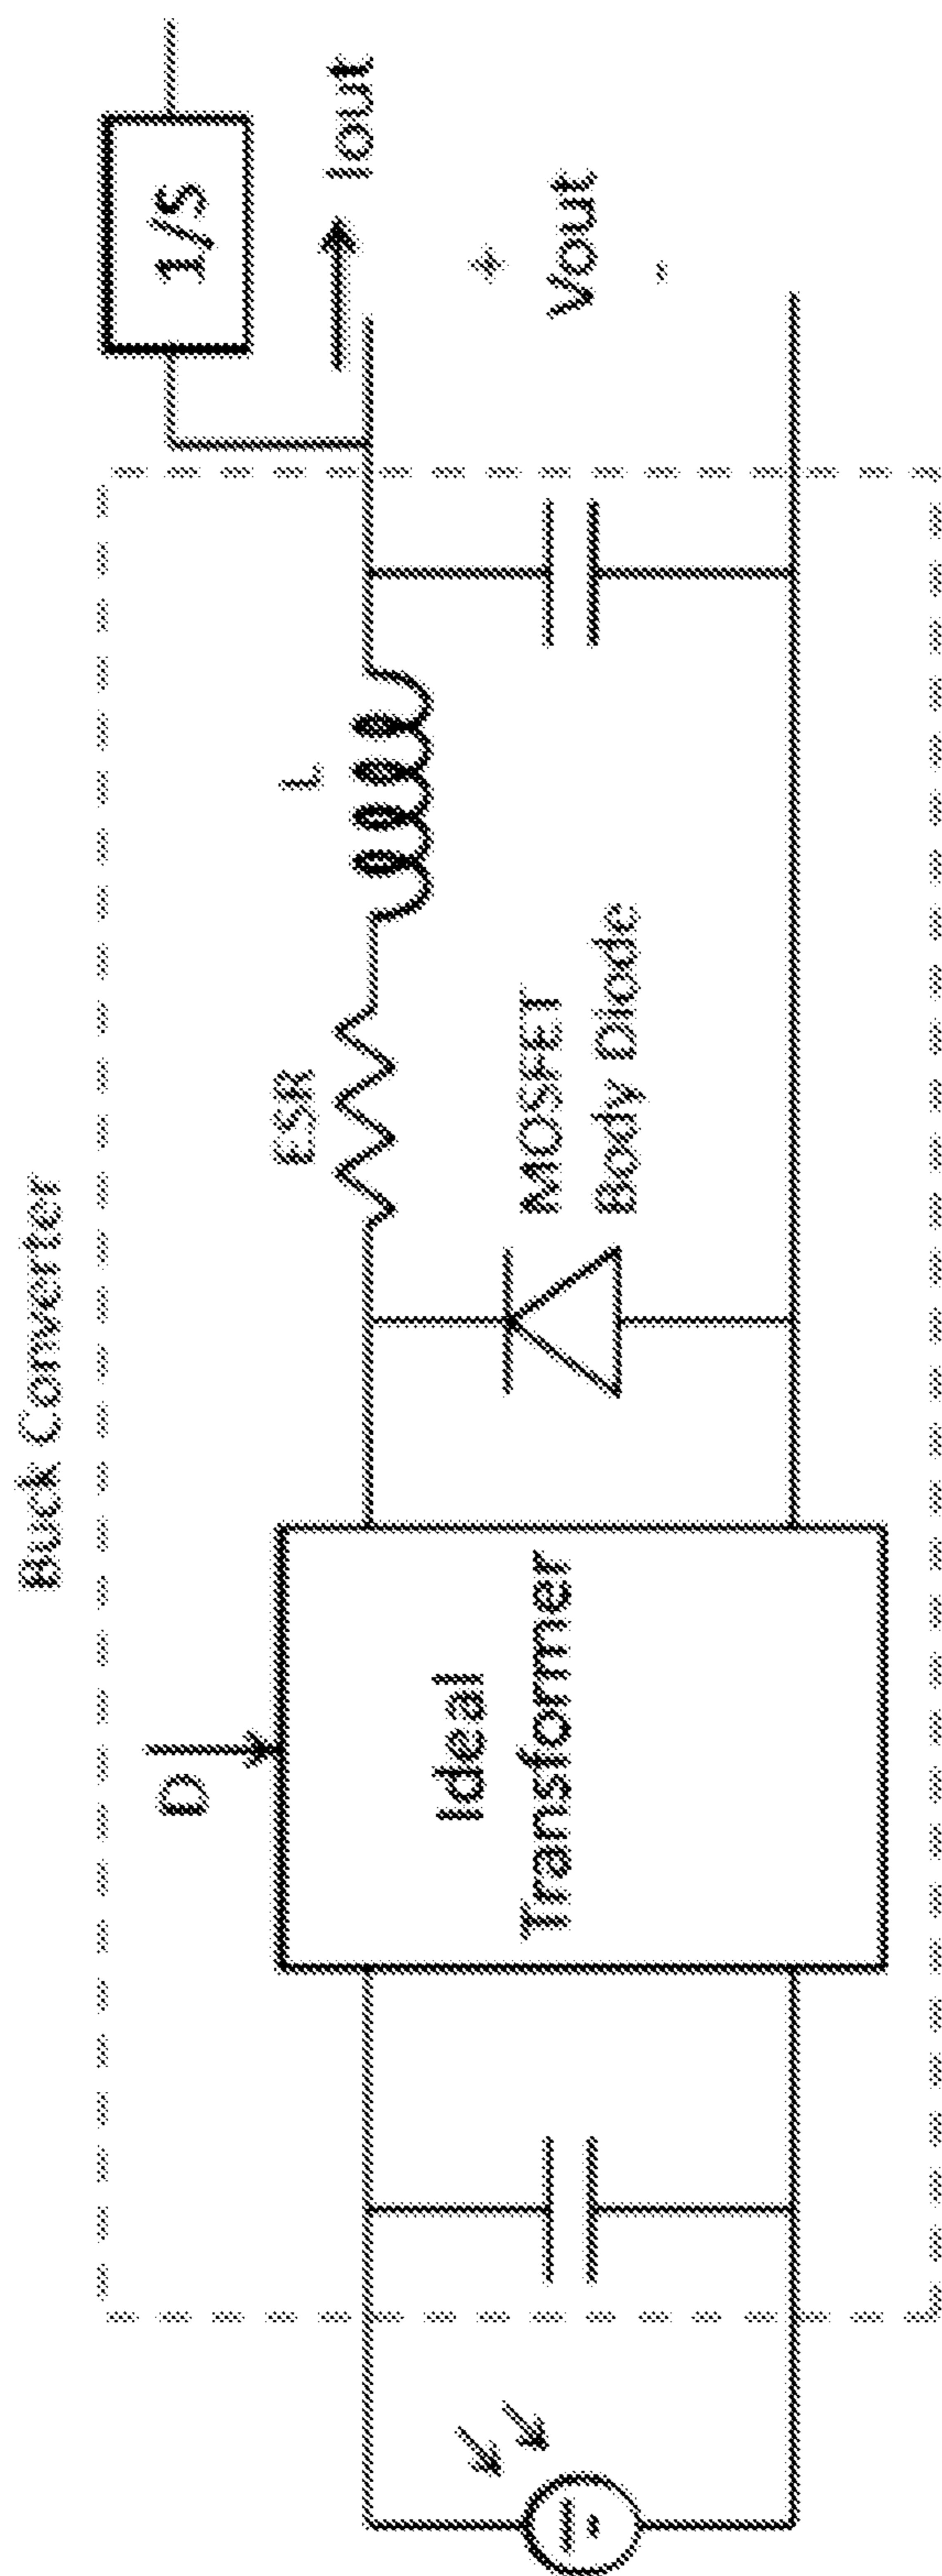 Buck Converter
D
Ideal
Transformer
ESR
L
MOSFET
Body Diode
1/S
Iout
+
Vout
-